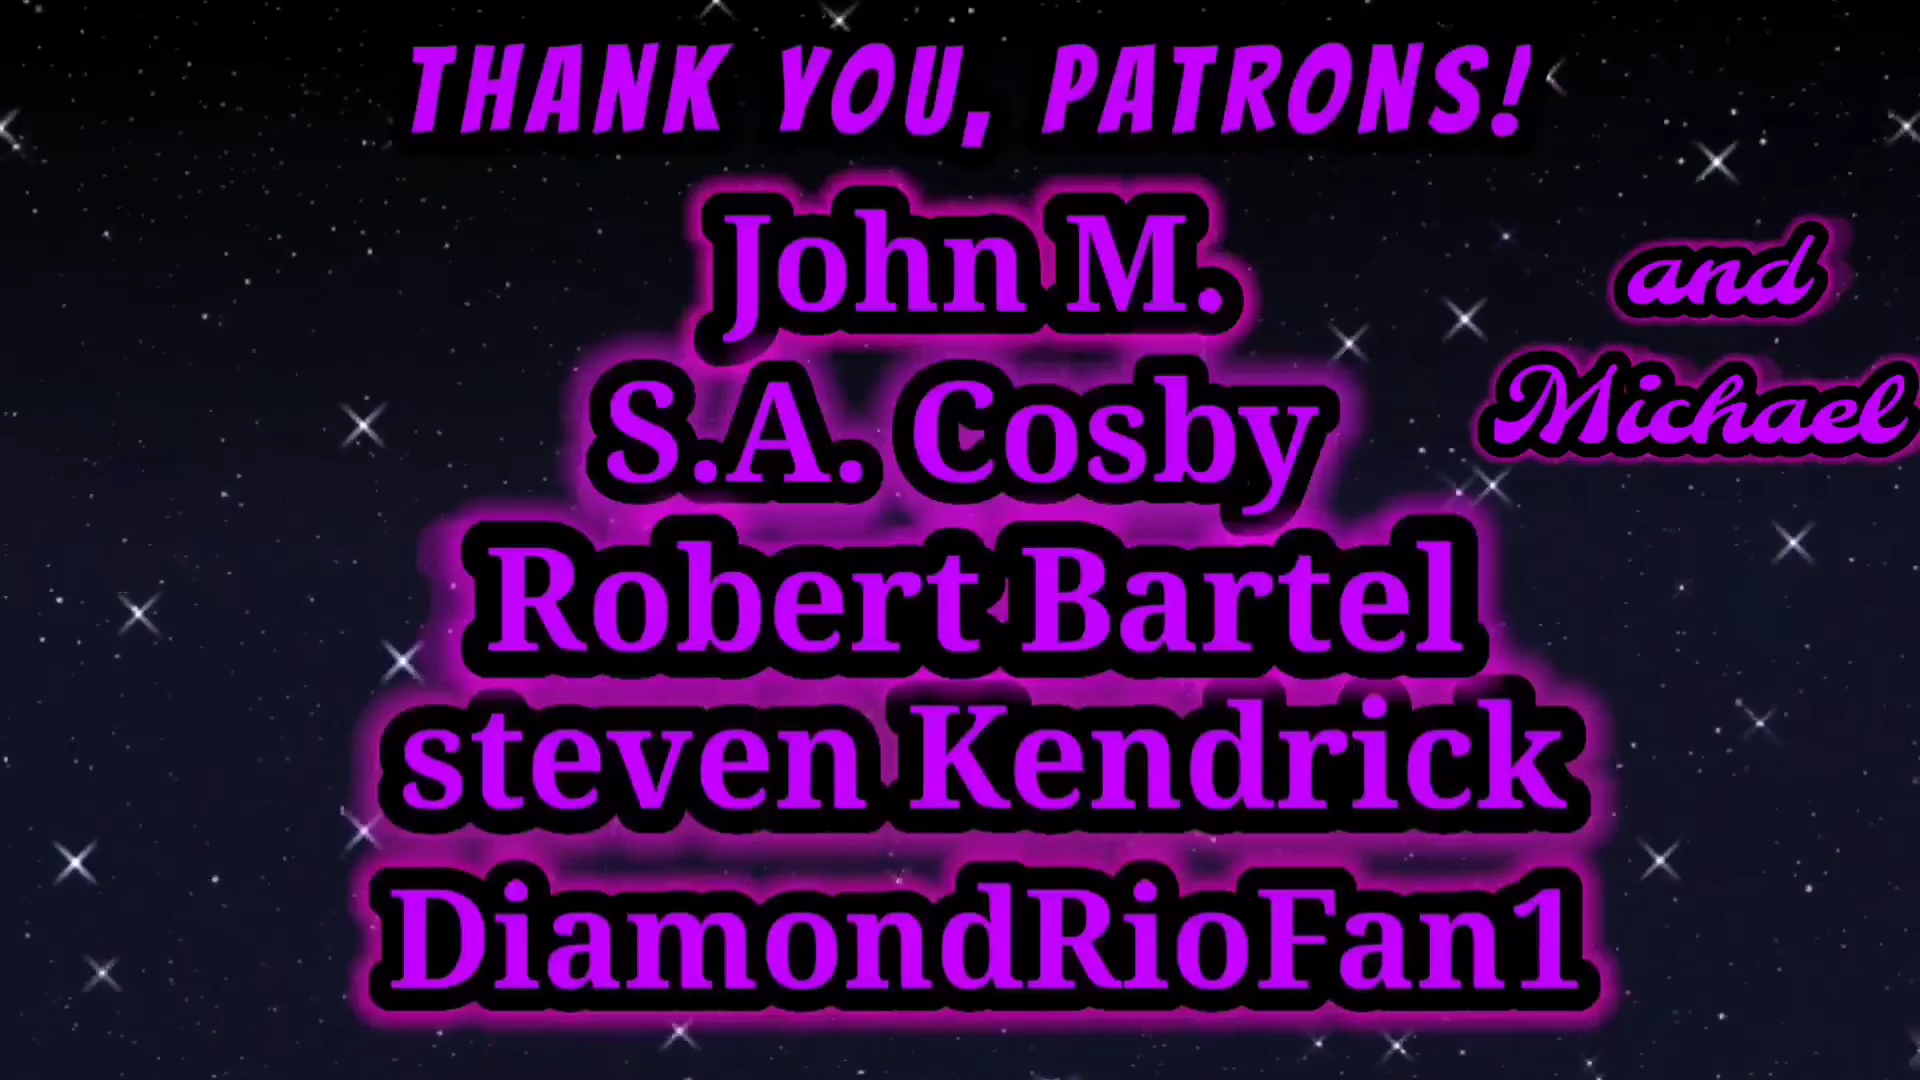 THANK YOU, PATRONS!
John M.
S.A. Cosby
Robert Bartel
steven Kendrick
DiamondRioFan1
and
Michael